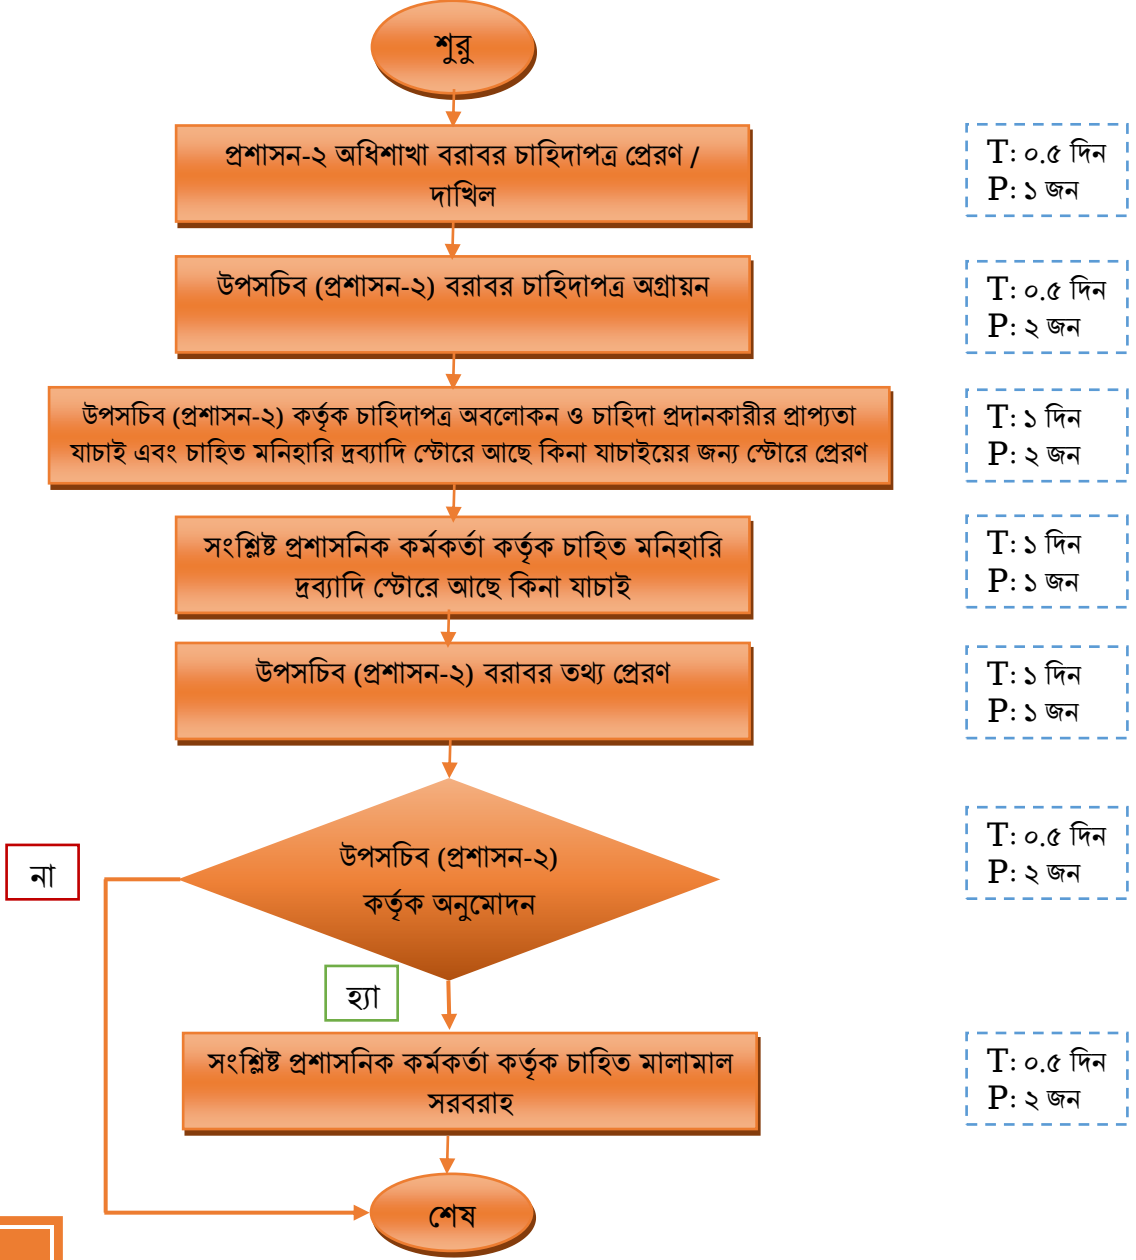 শুরু
প্রশাসন-২ অধিশাখা বরাবর চাহিদাপত্র প্রেরণ /
দাখিল
T: ০.৫ দিন
P: ১ জন
উপসচিব (প্রশাসন-২) বরাবর চাহিদাপত্র অগ্রায়ন
T: ০.৫ দিন
P: ২ জন
উপসচিব (প্রশাসন-২) কর্তৃক চাহিদাপত্র অবলোকন ও চাহিদা প্রদানকারীর প্রাপ্যতা
যাচাই এবং চাহিত মনিহারি দ্রব্যাদি স্টোরে আছে কিনা যাচাইয়ের জন্য স্টোরে প্রেরণ
T: ১ দিন
P: ২ জন
সংশ্লিষ্ট প্রশাসনিক কর্মকর্তা কর্তৃক চাহিত মনিহারি
দ্রব্যাদি স্টোরে আছে কিনা যাচাই
T: ১ দিন
P: ১ জন
উপসচিব (প্রশাসন-২) বরাবর তথ্য প্রেরণ
T: ১ দিন
P: ১ জন
উপসচিব (প্রশাসন-২)
কর্তৃক অনুমোদন
T: ০.৫ দিন
P: ২ জন
না
হ্যা
সংশ্লিষ্ট প্রশাসনিক কর্মকর্তা কর্তৃক চাহিত মালামাল
সরবরাহ
T: ০.৫ দিন
P: ২ জন
শেষ